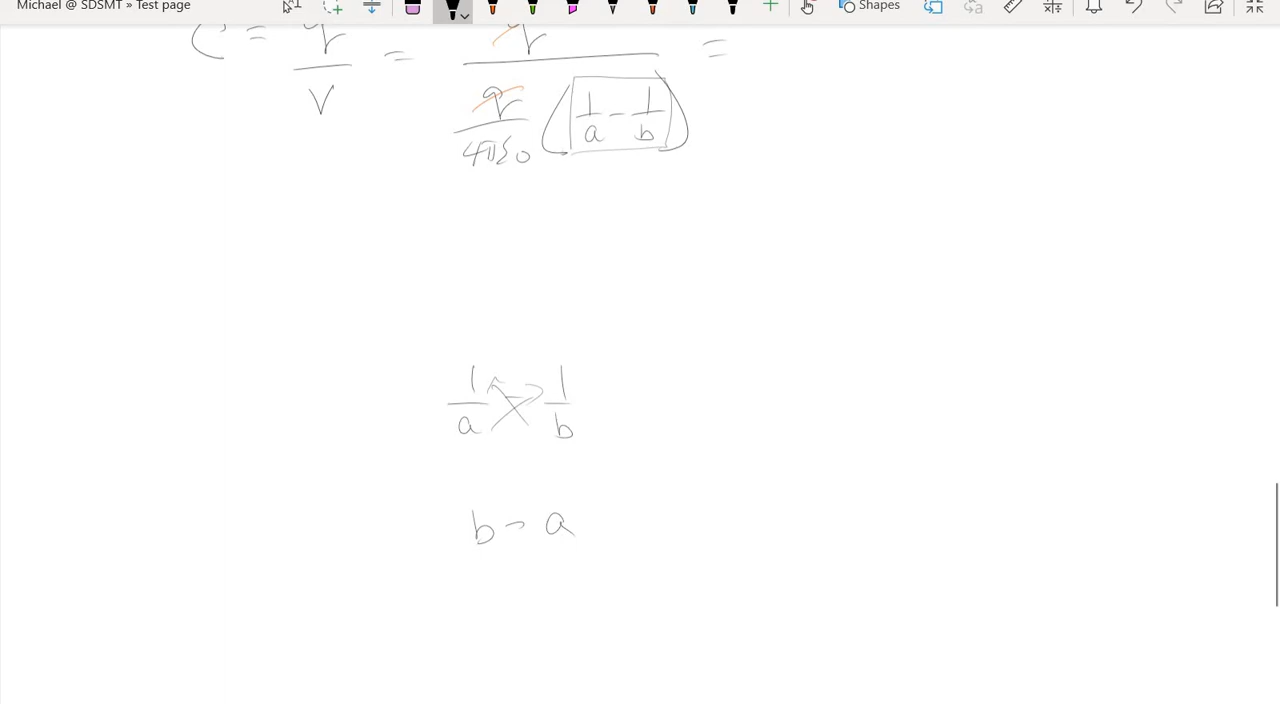 Michael @ SDSMT » Test page
Shapes
C = q/V = q / (q/4πε0 (1/a - 1/b)) =
1/a - 1/b
b - a